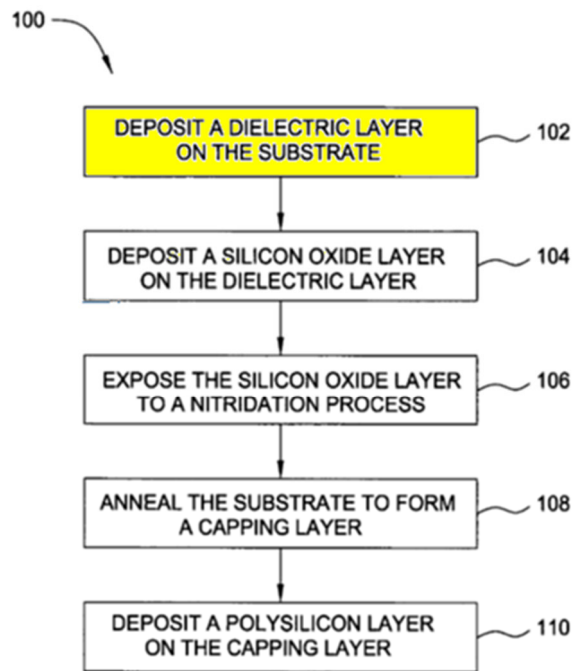 100
DEPOSIT A DIELECTRIC LAYER
ON THE SUBSTRATE
102
DEPOSIT A SILICON OXIDE LAYER
ON THE DIELECTRIC LAYER
104
EXPOSE THE SILICON OXIDE LAYER
TO A NITRIDATION PROCESS
106
ANNEAL THE SUBSTRATE TO FORM
A CAPPING LAYER
108
DEPOSIT A POLYSILICON LAYER
ON THE CAPPING LAYER
110